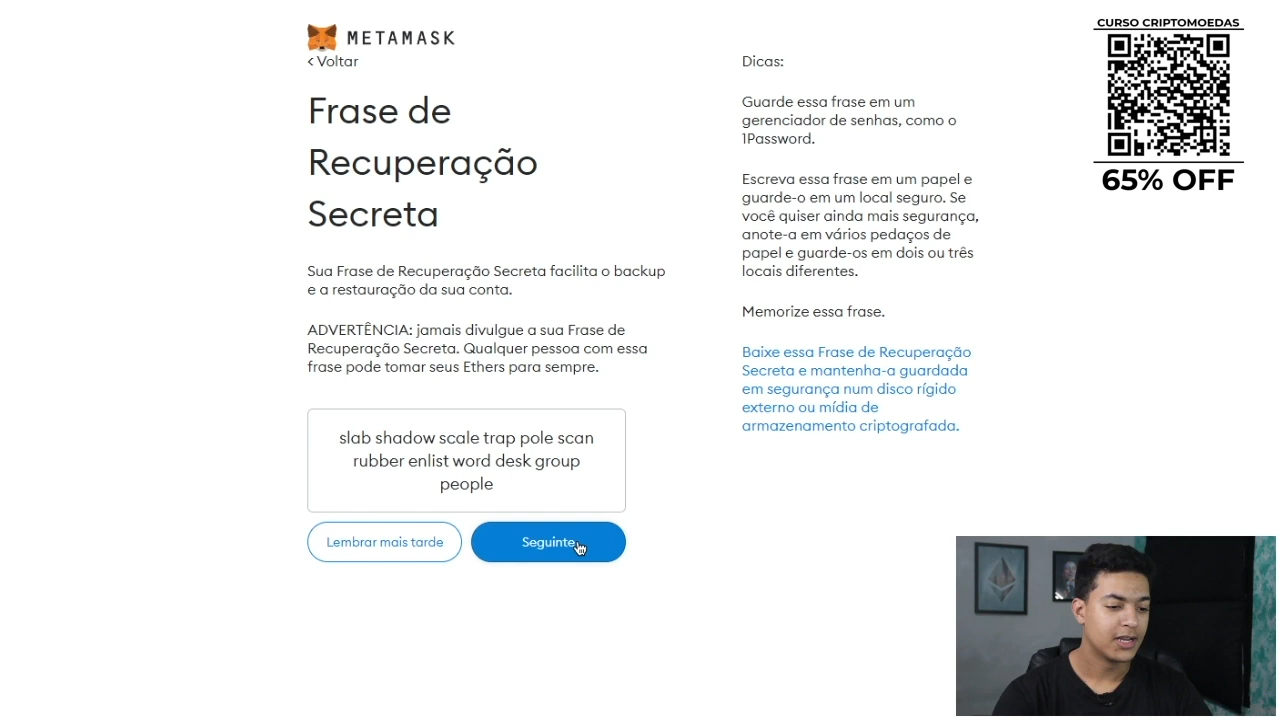 METAMASK
< Voltar
Frase de
Recuperação
Secreta
Sua Frase de Recuperação Secreta facilita o backup
e a restauração da sua conta.
ADVERTÊNCIA: jamais divulgue a sua Frase de
Recuperação Secreta. Qualquer pessoa com essa
frase pode tomar seus Ethers para sempre.
slab shadow scale trap pole scan
rubber enlist word desk group
people
Lembrar mais tarde
Seguinte
Dicas:
Guarde essa frase em um
gerenciador de senhas, como o
1Password.
Escreva essa frase em um papel e
guarde-o em um local seguro. Se
você quiser ainda mais segurança,
anote-a em vários pedaços de
papel e guarde-os em dois ou três
locais diferentes.
Memorize essa frase.
Baixe essa Frase de Recuperação
Secreta e mantenha-a guardada
em segurança num disco rígido
externo ou mídia de
armazenamento criptografada.
CURSO CRIPTOMOEDAS
65% OFF